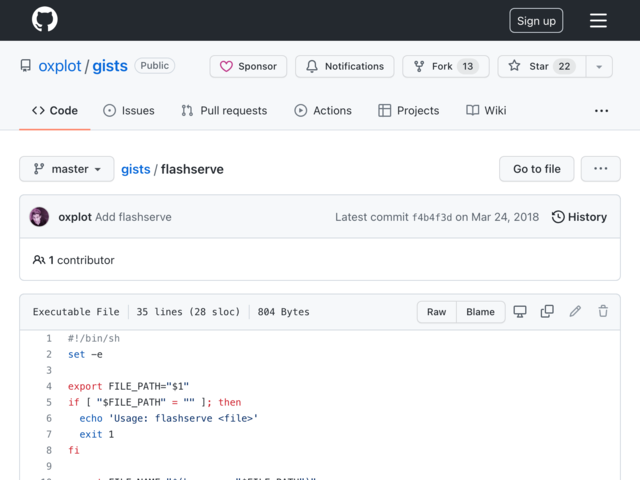 Sign up
oxplot / gists Public
Sponsor Notifications Fork 13 Star 22
Code Issues Pull requests Actions Projects Wiki
master gists / flashserve Go to file
oxplot Add flashserve Latest commit f4b4f3d on Mar 24, 2018 History
1 contributor
Executable File 35 lines (28 sloc) 804 Bytes Raw Blame
1 #!/bin/sh
2 set -e
3
4 export FILE_PATH="$1"
5 if [ "$FILE_PATH" = "" ]; then
6 echo 'Usage: flashserve <file>'
7 exit 1
8 fi
9